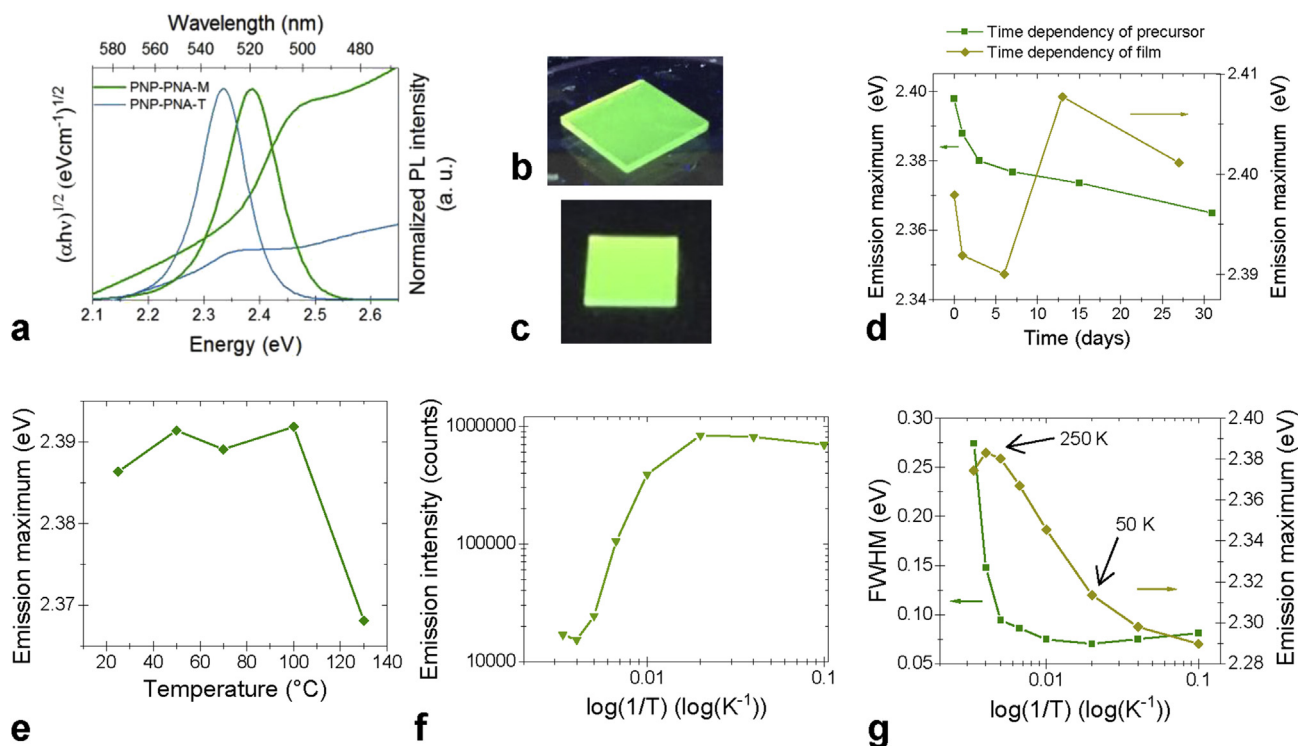 Wavelength (nm)
580 560 540 520 500 480
PNP-PNA-M
PNP-PNA-T
(αhν)1/2 (eVcm-1)1/2
Normalized PL intensity
(a. u.)
2.1 2.2 2.3 2.4 2.5 2.6
Energy (eV)
a
b
c
Time dependency of precursor
Time dependency of film
Emission maximum (eV)
2.40
2.38
2.36
2.34
2.41
2.40
2.39
Emission maximum (eV)
0 5 10 15 20 25 30
Time (days)
d
Emission maximum (eV)
2.39
2.38
2.37
20 40 60 80 100 120 140
Temperature (°C)
e
Emission intensity (counts)
1000000
100000
10000
0.01 0.1
log(1/T) (log(K-1))
f
FWHM (eV)
0.30
0.25
0.20
0.15
0.10
0.05
250 K
50 K
2.40
2.38
2.36
2.34
2.32
2.30
2.28
Emission maximum (eV)
0.01 0.1
log(1/T) (log(K-1))
g